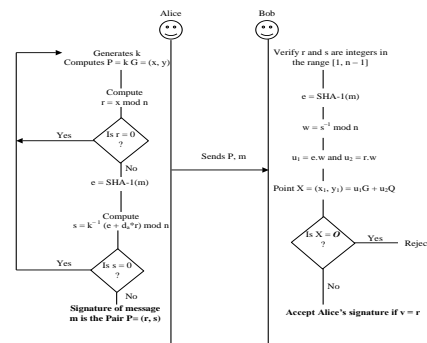 Alice
Bob
Generates k
Computes P = k G = (x, y)
Compute
r = x mod n
Is r = 0
?
Yes
No
e = SHA-1(m)
Compute
s = k⁻¹ (e + dₐ*r) mod n
Is s = 0
?
Yes
No
Signature of message
m is the Pair P= (r, s)
Sends P, m
Verify r and s are integers in
the range [1, n – 1]
e = SHA-1(m)
w = s⁻¹ mod n
u₁ = e.w and u₂ = r.w
Point X = (x₁, y₁) = u₁G + u₂Q
Is X = O
?
Yes
Rejec
No
Accept Alice's signature if v = r